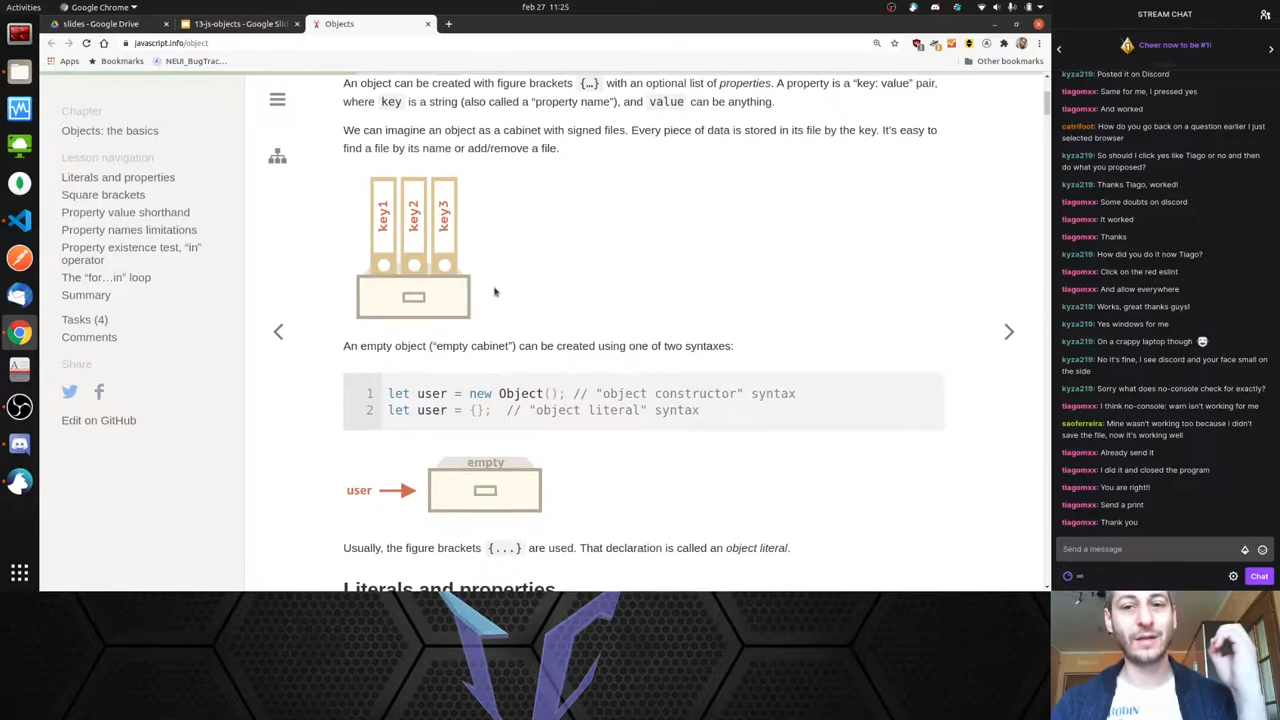 Activities
Google Chrome
feb 27 11:25
slides - Google Drive
13-js-objects - Google Slid
Objects
javascript.info/object
Apps
Bookmarks
NEUI_BugTrac...
Other bookmarks
Chapter
Objects: the basics
Lesson navigation
Literals and properties
Square brackets
Property value shorthand
Property names limitations
Property existence test, “in”
operator
The “for…in” loop
Summary
Tasks (4)
Comments
Share
Edit on GitHub
An object can be created with figure brackets {…} with an optional list of properties. A property is a “key: value” pair,
where key is a string (also called a “property name”), and value can be anything.
We can imagine an object as a cabinet with signed files. Every piece of data is stored in its file by the key. It’s easy to
find a file by its name or add/remove a file.
key1
key2
key3
An empty object (“empty cabinet”) can be created using one of two syntaxes:
1 let user = new Object(); // "object constructor" syntax
2 let user = {};  // "object literal" syntax
empty
user
Usually, the figure brackets {...} are used. That declaration is called an object literal.
Literals and properties
STREAM CHAT
Cheer now to be #1!
kyza219: Posted it on Discord
tiagomxx: Same for me, I pressed yes
tiagomxx: And worked
catrifoot: How do you go back on a question earlier I just
selected browser
kyza219: So should I click yes like Tiago or no and then
do what you proposed?
kyza219: Thanks Tiago, worked!
tiagomxx: Some doubts on discord
tiagomxx: It worked
tiagomxx: Thanks
kyza219: How did you do it now Tiago?
tiagomxx: Click on the red eslint
tiagomxx: And allow everywhere
kyza219: Works, great thanks guys!
kyza219: Yes windows for me
kyza219: On a crappy laptop though
kyza219: No it's fine, I see discord and your face small on
the side
kyza219: Sorry what does no-console check for exactly?
tiagomxx: I think no-console: warn isn't working for me
saoferreira: Mine wasn't working too because I didn't
save the file, now it's working well
tiagomxx: Already send it
tiagomxx: I did it and closed the program
tiagomxx: You are right!!
tiagomxx: Send a print
tiagomxx: Thank you
Send a message
∞
Chat